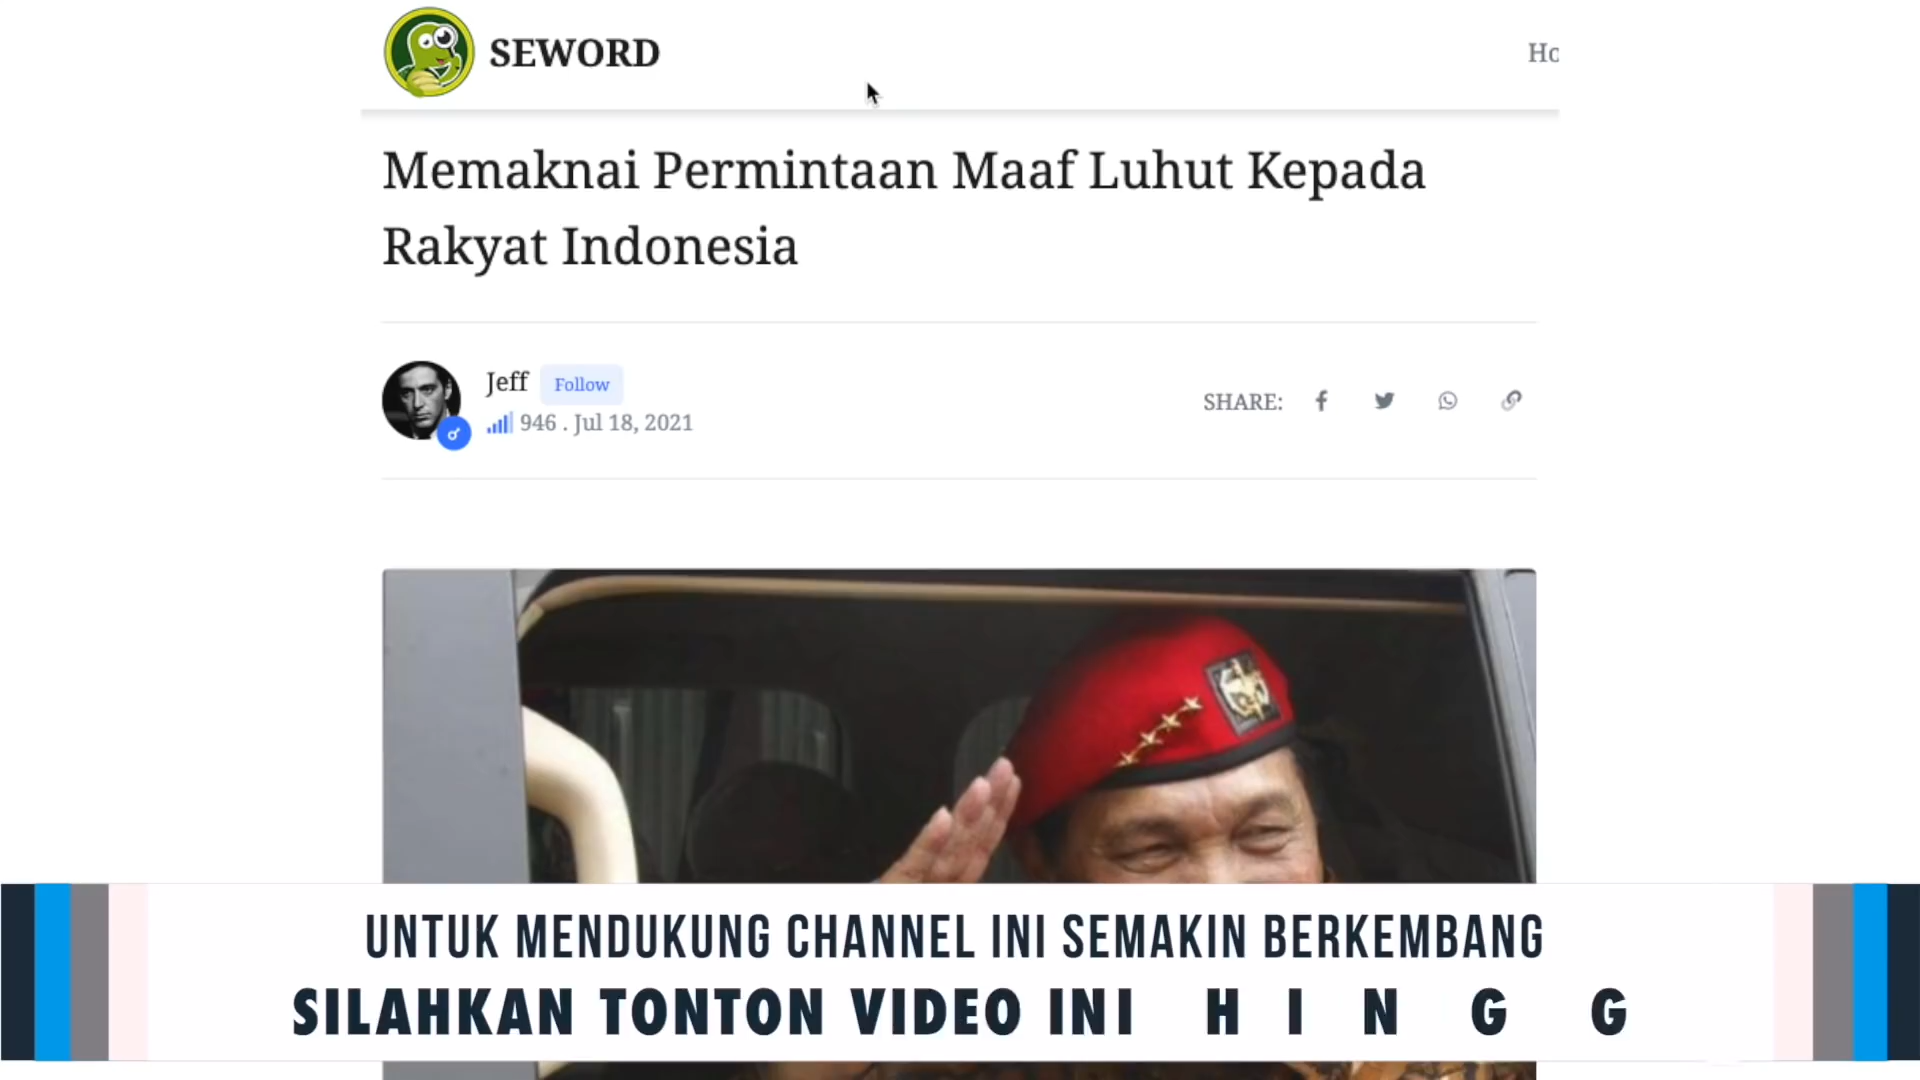 SEWORD
Ho
Memaknai Permintaan Maaf Luhut Kepada
Rakyat Indonesia
Jeff Follow
946 . Jul 18, 2021
SHARE:
UNTUK MENDUKUNG CHANNEL INI SEMAKIN BERKEMBANG
SILAHKAN TONTON VIDEO INI H I N G G